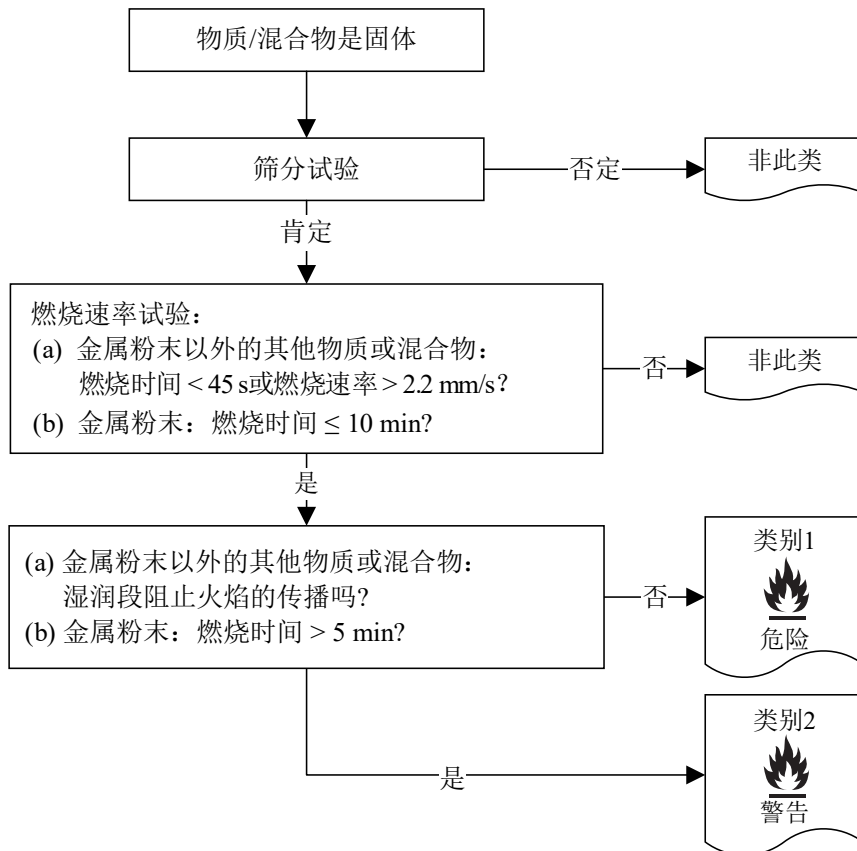 物质/混合物是固体
筛分试验
否定
非此类
肯定
燃烧速率试验：
(a) 金属粉末以外的其他物质或混合物：
燃烧时间 < 45 s或燃烧速率 > 2.2 mm/s？
(b) 金属粉末：燃烧时间 ≤ 10 min?
否
非此类
是
(a) 金属粉末以外的其他物质或混合物：
湿润段阻止火焰的传播吗？
(b) 金属粉末：燃烧时间 > 5 min?
否
类别1
危险
是
类别2
警告